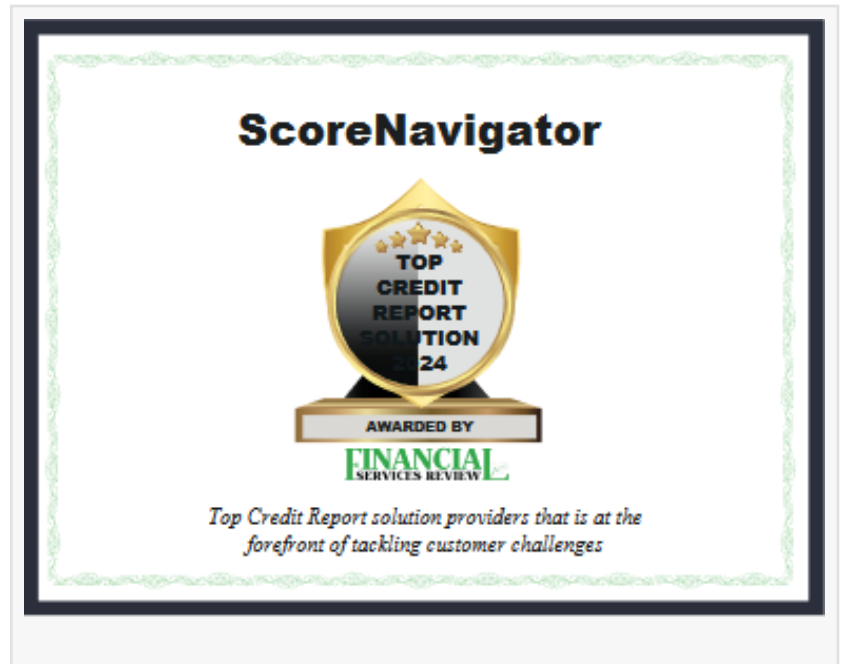 ScoreNavigator
TOP
CREDIT
REPORT
SOLUTION
2024
AWARDED BY
FINANCIAL
SERVICES REVIEW
Top Credit Report solution providers that is at the
forefront of tackling customer challenges